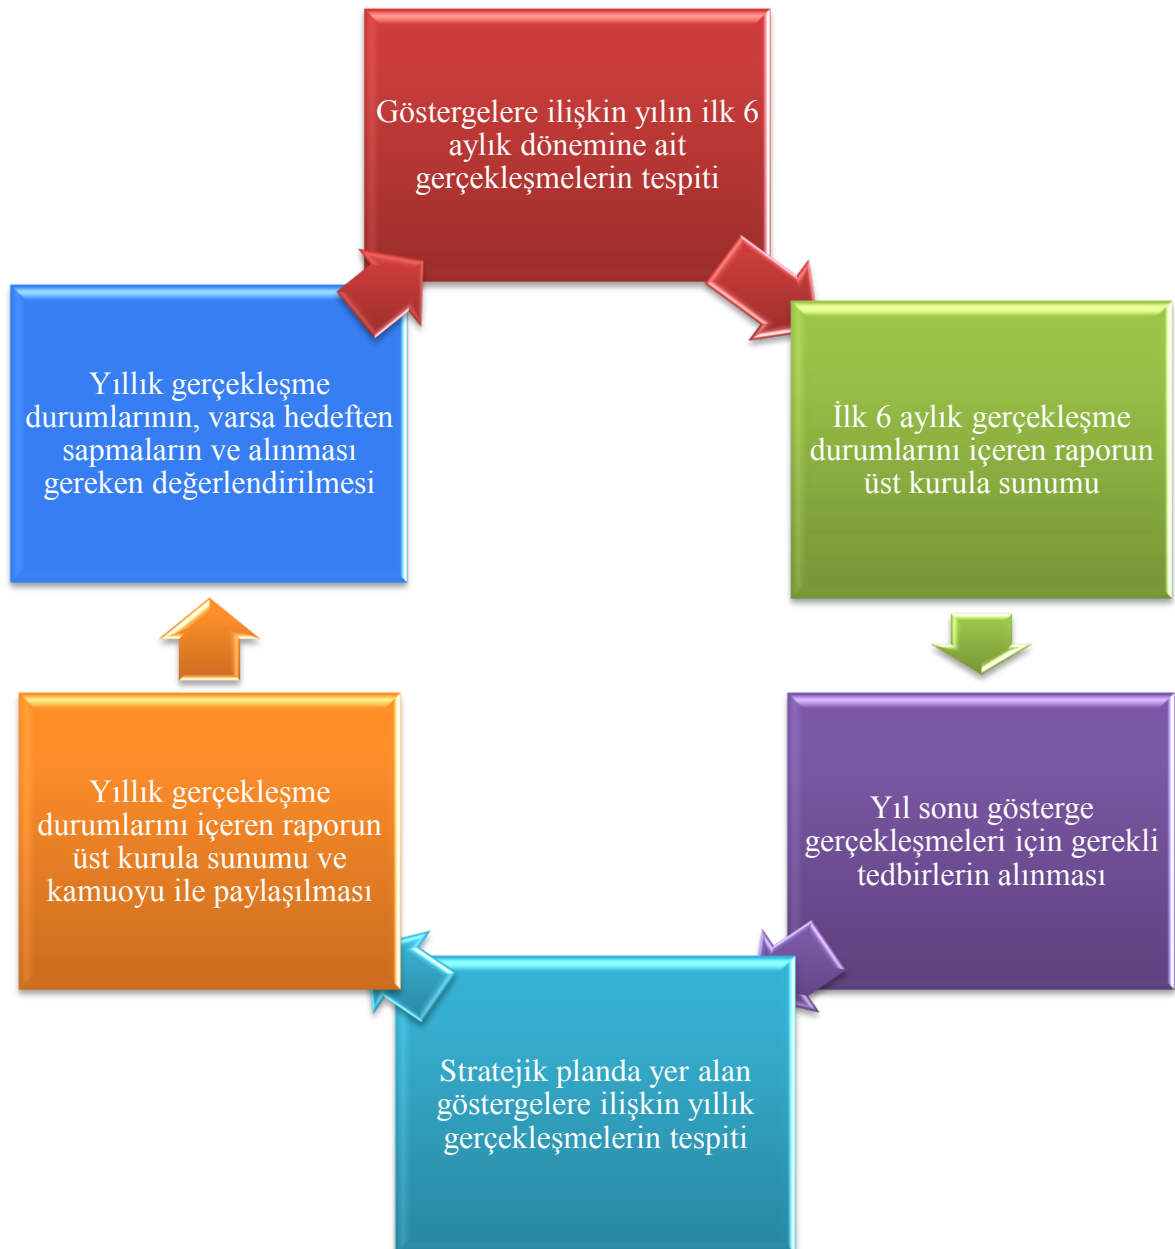 Göstergelere ilişkin yılın ilk 6
aylık dönemine ait
gerçekleşmelerin tespiti
İlk 6 aylık gerçekleşme
durumlarını içeren raporun
üst kurula sunumu
Yıl sonu gösterge
gerçekleşmeleri için gerekli
tedbirlerin alınması
Stratejik planda yer alan
göstergelere ilişkin yıllık
gerçekleşmelerin tespiti
Yıllık gerçekleşme
durumlarını içeren raporun
üst kurula sunumu ve
kamuoyu ile paylaşılması
Yıllık gerçekleşme
durumlarının, varsa hedeften
sapmaların ve alınması
gereken değerlendirilmesi